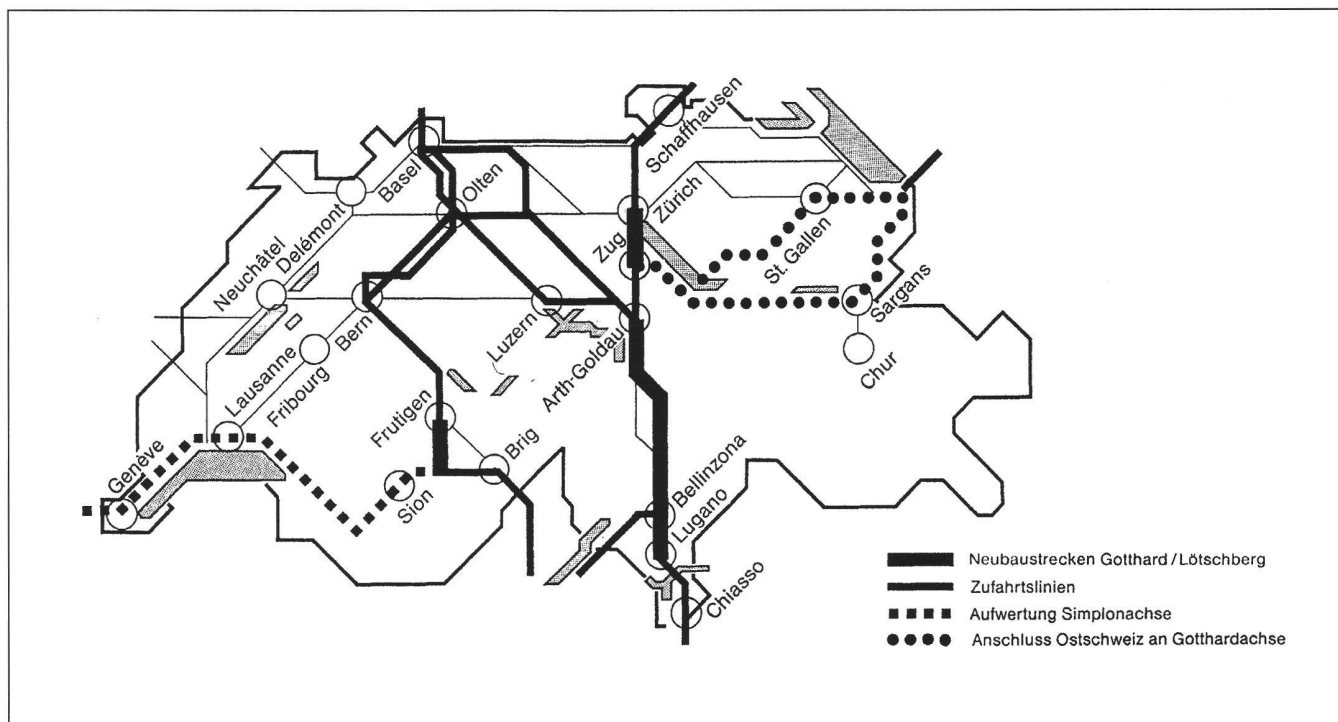 Schaffhausen
Basel
Olten
Zürich
Delémont
Zug
St. Gallen
Neuchâtel
Sargans
Bern
Luzern
Lausanne
Fribourg
Arth-Goldau
Chur
Frutigen
Brig
Genève
Sion
Bellinzona
Lugano
Chiasso
Neubaustrecken Gotthard/Lötschberg
Zufahrtslinien
Aufwertung Simplonachse
Anschluss Ostschweiz an Gotthardachse